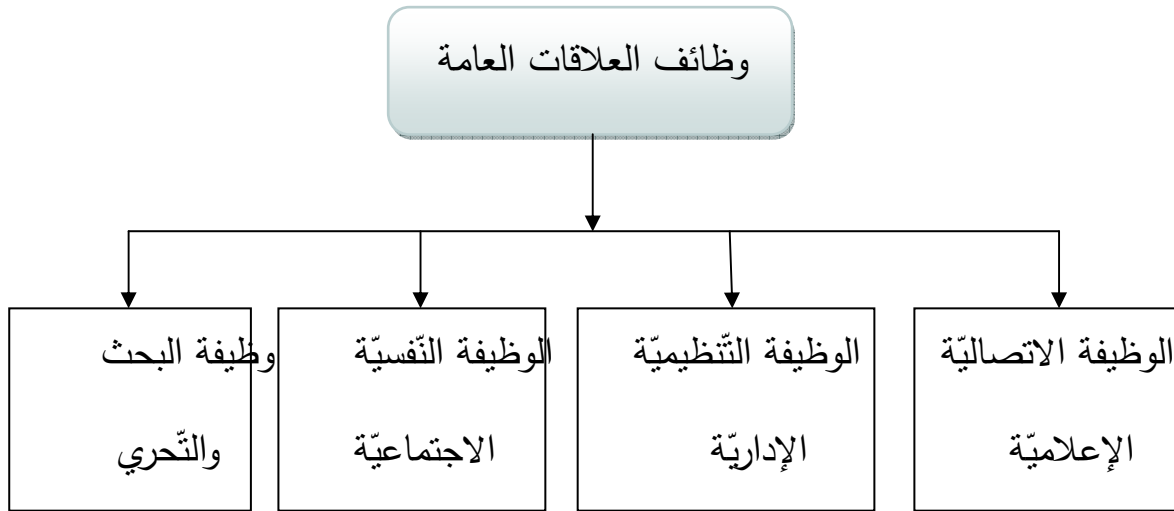 وظائف العلاقات العامة
الوظيفة الاتصاليّة
الإعلاميّة
الوظيفة التّنظيميّة
الإداريّة
الوظيفة النّفسيّة
الاجتماعيّة
وظيفة البحث
والتّحري